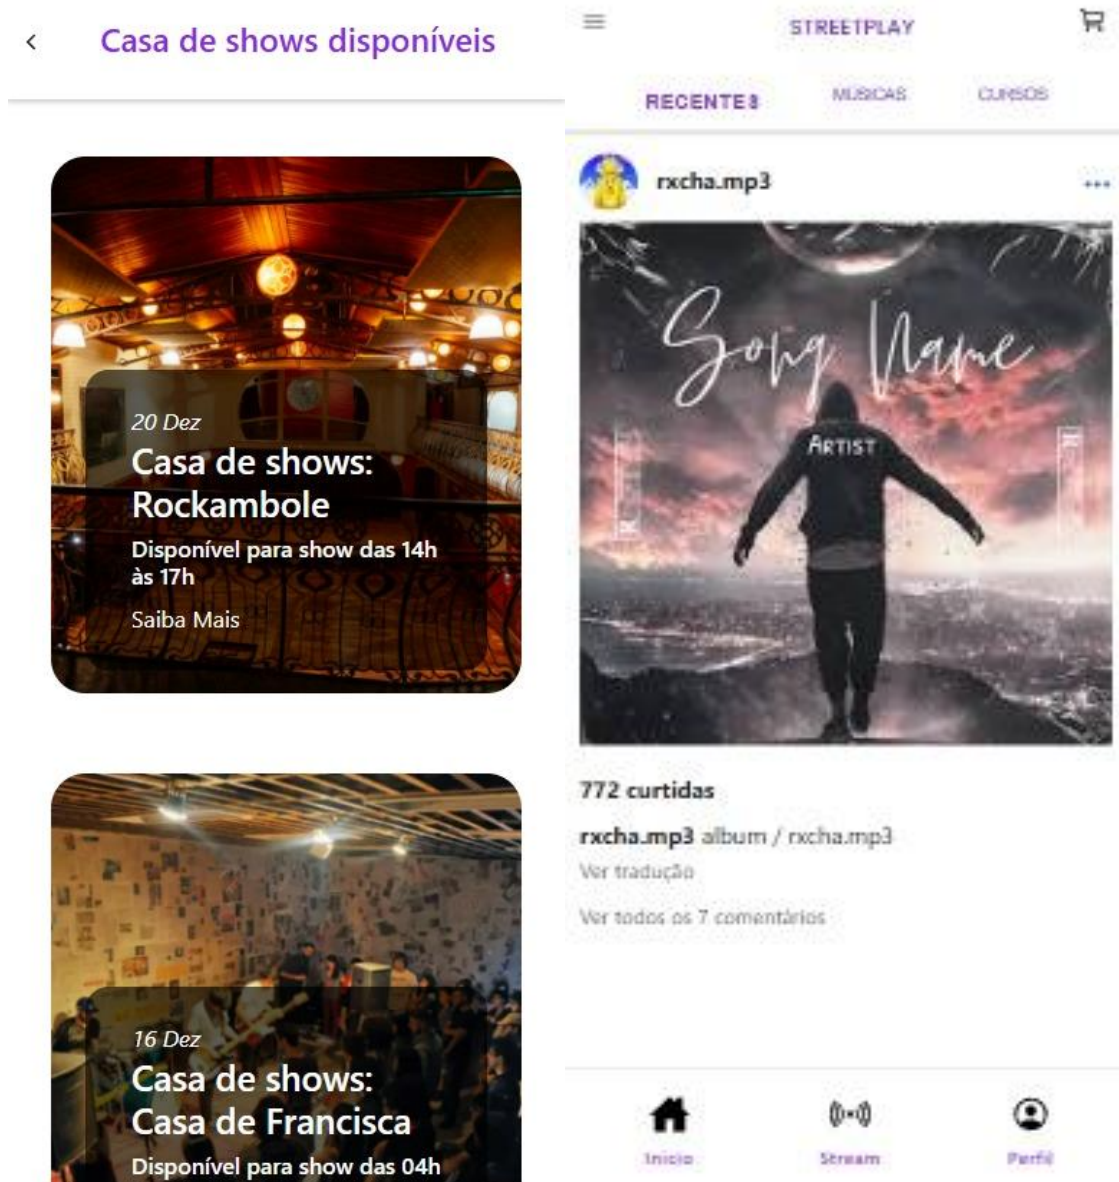 Casa de shows disponíveis
20 Dez
Casa de shows:
Rockambole
Disponível para show das 14h
às 17h
Saiba Mais
16 Dez
Casa de shows:
Casa de Francisca
Disponível para show das 04h
STREETPLAY
RECENTES MÚSICAS CURSOS
rxcha.mp3
Song Name
ARTIST
772 curtidas
rxcha.mp3 album / rxcha.mp3
Ver tradução
Ver todos os 7 comentários
Inicio Stream Perfil